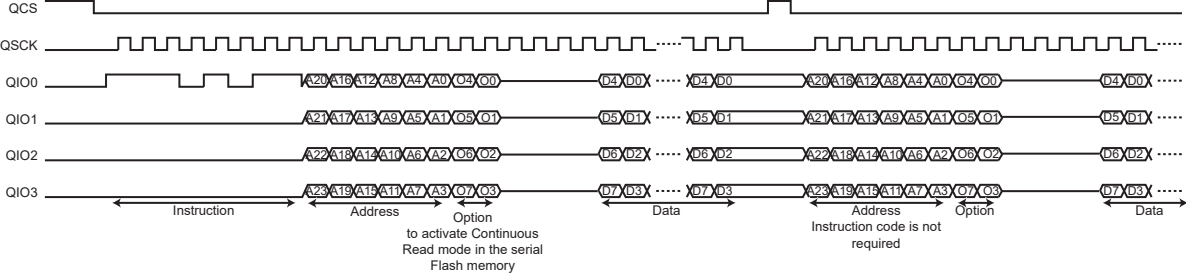 QCS
QSCK
QIO0 A20 A16 A12 A8 A4 A0 O4 O0 D4 D0 D4 D0 A20 A16 A12 A8 A4 A0 O4 O0 D4 D0
QIO1 A21 A17 A13 A9 A5 A1 O5 O1 D5 D1 D5 D1 A21 A17 A13 A9 A5 A1 O5 O1 D5 D1
QIO2 A22 A18 A14 A10 A6 A2 O6 O2 D6 D2 D6 D2 A22 A18 A14 A10 A6 A2 O6 O2 D6 D2
QIO3 A23 A19 A15 A11 A7 A3 O7 O3 D7 D3 D7 D3 A23 A19 A15 A11 A7 A3 O7 O3 D7 D3
Instruction
Address
Option
to activate Continuous
Read mode in the serial
Flash memory
Data
Address
Instruction code is not
required
Option
Data